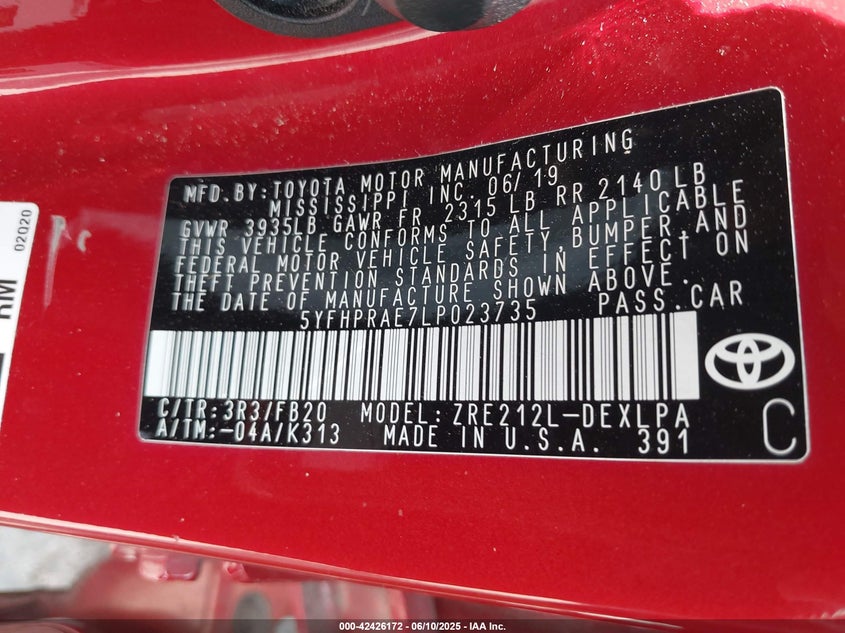 MFD. BY: TOYOTA MOTOR MANUFACTURING
MISSISSIPPI INC. 06/19
GVWR 3935LB GAWR FR 2315 LB RR 2140 LB
THIS VEHICLE CONFORMS TO ALL APPLICABLE
FEDERAL MOTOR VEHICLE SAFETY, BUMPER, AND
THEFT PREVENTION STANDARDS IN EFFECT ON
THE DATE OF MANUFACTURE SHOWN ABOVE.
5YFHPRAE7LP023735 PASS. CAR
C/TR: 3R3/FB20 MODEL: ZRE212L-DEXLPA
A/TM: -04A/K313 MADE IN U.S.A. 391
C
RM
02020
000-42426172 - 06/10/2025 - IAA Inc.